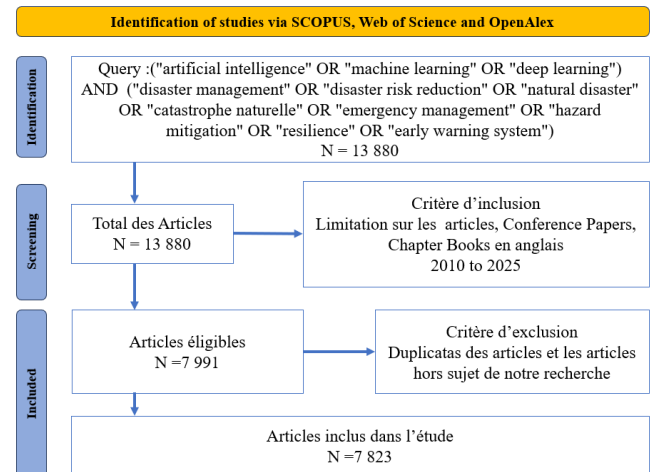 Identification of studies via SCOPUS, Web of Science and OpenAlex
Identification
Query :("artificial intelligence" OR "machine learning" OR "deep learning")
AND ("disaster management" OR "disaster risk reduction" OR "natural disaster"
OR "catastrophe naturelle" OR "emergency management" OR "hazard
mitigation" OR "resilience" OR "early warning system")
N = 13 880
Screening
Total des Articles
N = 13 880
Critère d’inclusion
Limitation sur les articles, Conference Papers,
Chapter Books en anglais
2010 to 2025
Included
Articles éligibles
N =7 991
Critère d’exclusion
Duplicatas des articles et les articles
hors sujet de notre recherche
Articles inclus dans l’étude
N =7 823